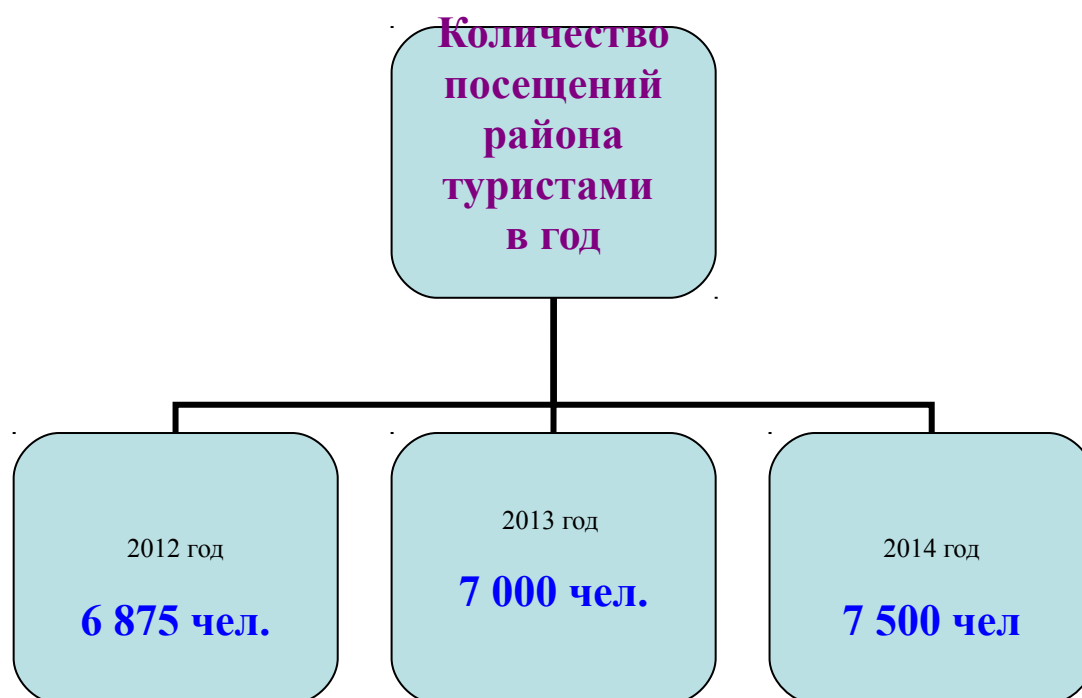 Количество
посещений
района
туристами
в год
2012 год
6 875 чел.
2013 год
7 000 чел.
2014 год
7 500 чел